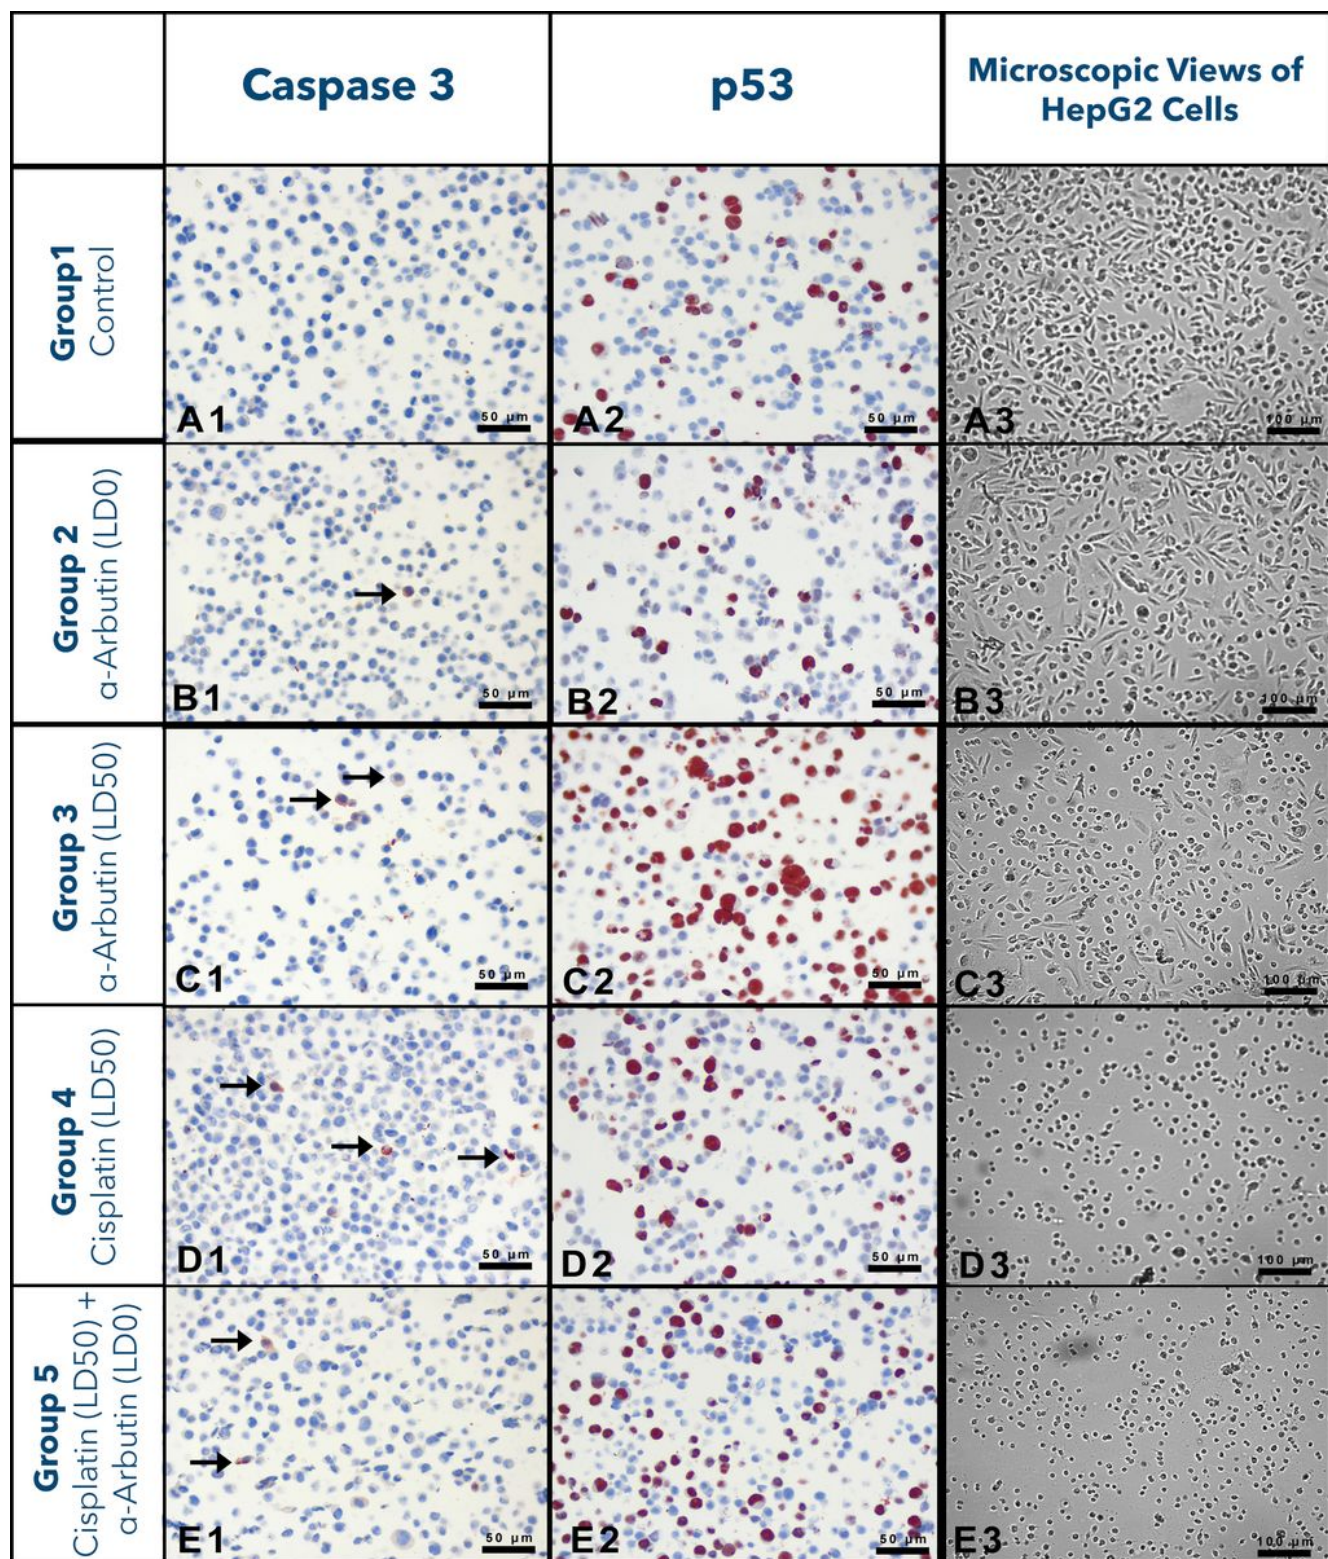 Caspase 3
p53
Microscopic Views of
HepG2 Cells
Group1
Control
A1
50 µm
A2
50 µm
A3
100 µm
Group 2
α-Arbutin (LD0)
B1
50 µm
B2
50 µm
B3
100 µm
Group 3
α-Arbutin (LD50)
C1
50 µm
C2
50 µm
C3
100 µm
Group 4
Cisplatin (LD50)
D1
50 µm
D2
50 µm
D3
100 µm
Group 5
Cisplatin (LD50) +
α-Arbutin (LD0)
E1
50 µm
E2
50 µm
E3
100 µm